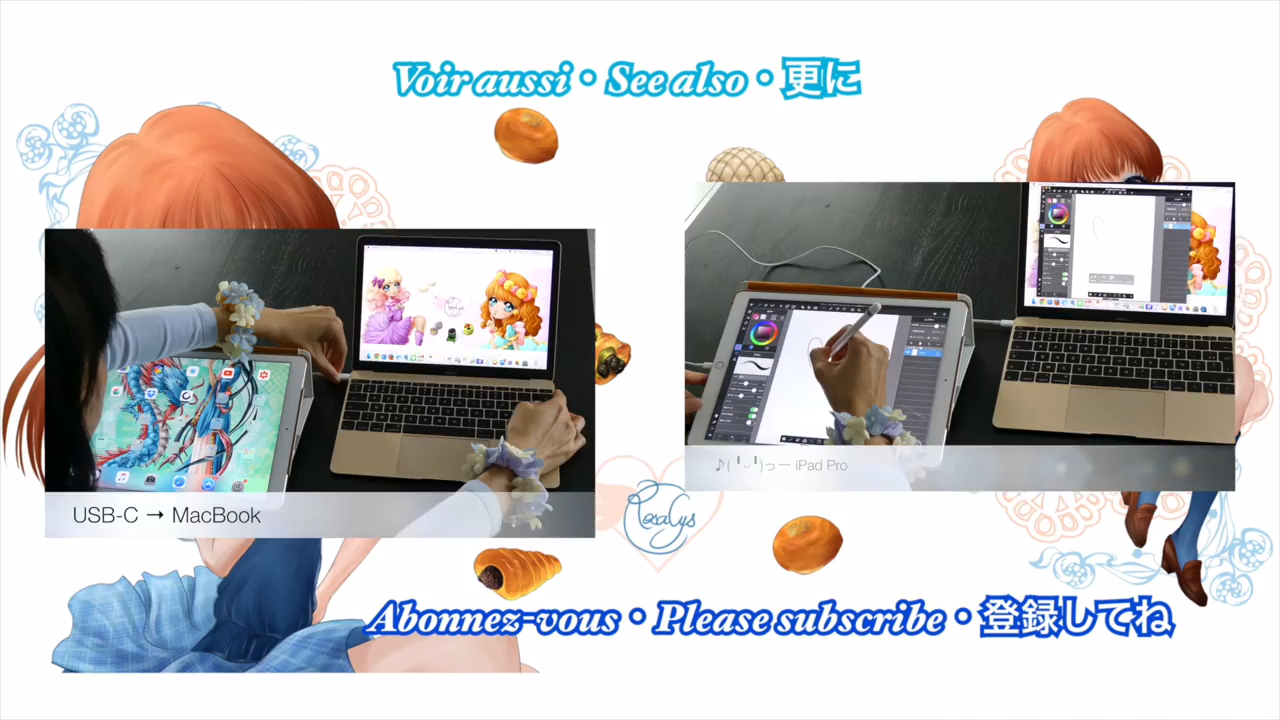 Voir aussi・See also・更に
USB-C → MacBook
♪( ╹◡╹)っ— iPad Pro
Rosalys
Abonnez-vous・Please subscribe・登録してね